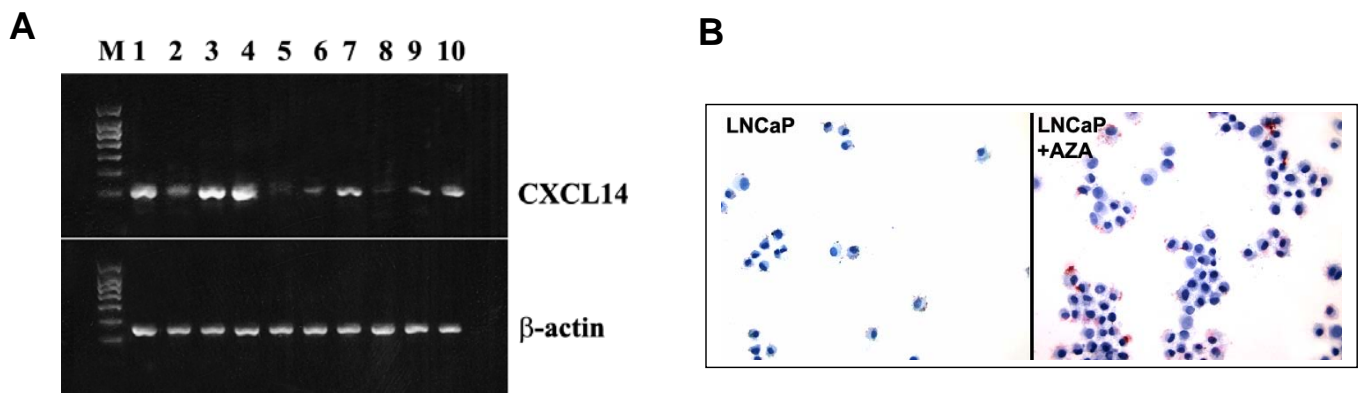 A
M 1 2 3 4 5 6 7 8 9 10
CXCL14
β-actin
B
LNCaP
LNCaP
+AZA